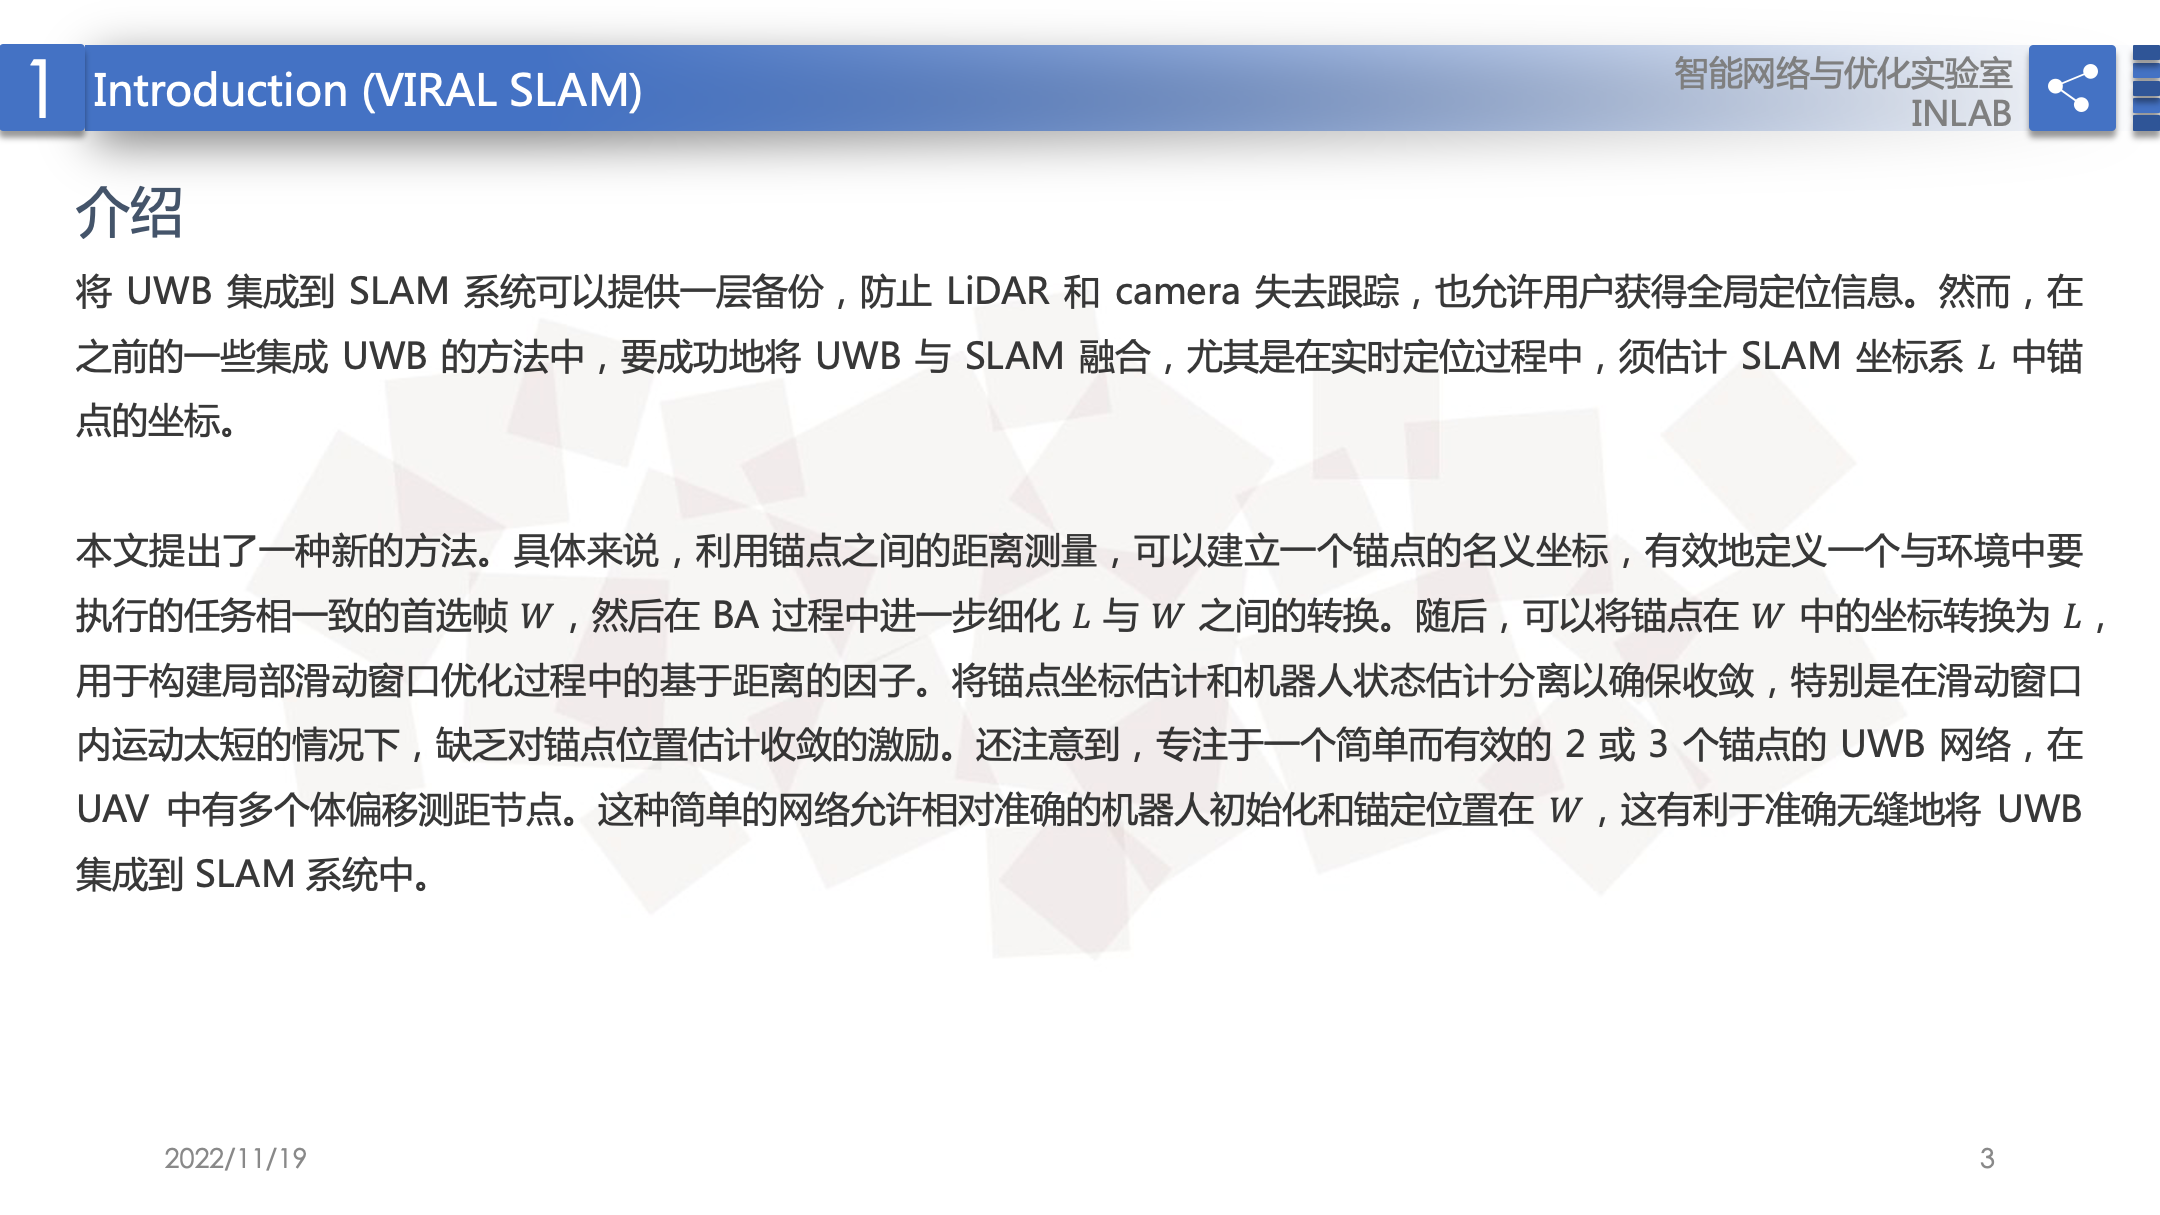 1
Introduction (VIRAL SLAM)
智能网络与优化实验室
INLAB
介绍
将 UWB 集成到 SLAM 系统可以提供一层备份，防止 LiDAR 和 camera 失去跟踪，也允许用户获得全局定位信息。然而，在
之前的一些集成 UWB 的方法中，要成功地将 UWB 与 SLAM 融合，尤其是在实时定位过程中，须估计 SLAM 坐标系 L 中锚
点的坐标。
本文提出了一种新的方法。具体来说，利用锚点之间的距离测量，可以建立一个锚点的名义坐标，有效地定义一个与环境中要
执行的任务相一致的首选帧 W，然后在 BA 过程中进一步细化 L 与 W 之间的转换。随后，可以将锚点在 W 中的坐标转换为 L，
用于构建局部滑动窗口优化过程中的基于距离的因子。将锚点坐标估计和机器人状态估计分离以确保收敛，特别是在滑动窗口
内运动太短的情况下，缺乏对锚点位置估计收敛的激励。还注意到，专注于一个简单而有效的 2 或 3 个锚点的 UWB 网络，在
UAV 中有多个体偏移测距节点。这种简单的网络允许相对准确的机器人初始化和锚定位置在 W，这有利于准确无缝地将 UWB
集成到 SLAM 系统中。
2022/11/19
3